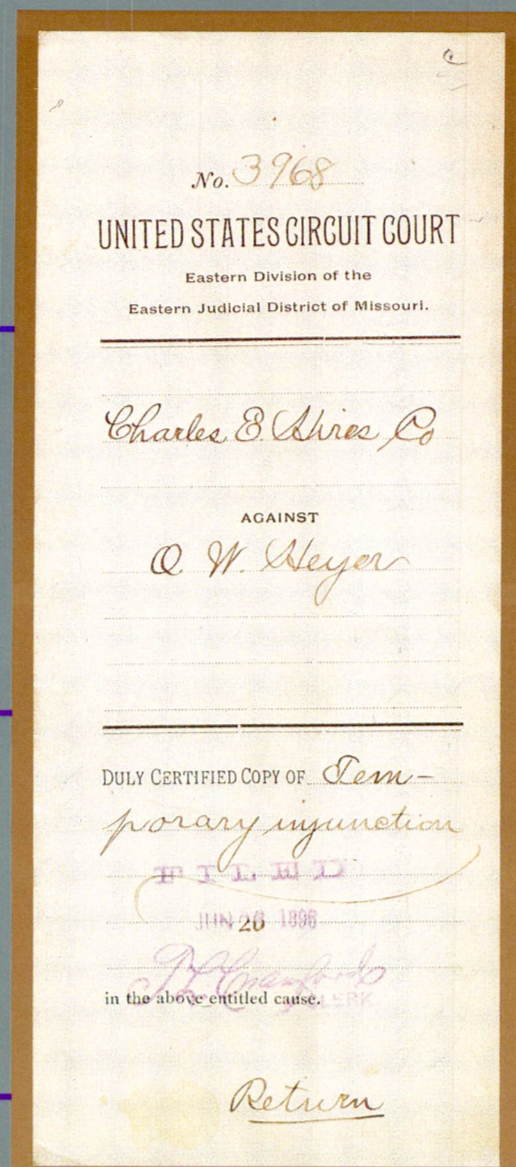 No. 3968
UNITED STATES CIRCUIT COURT
Eastern Division of the
Eastern Judicial District of Missouri.
Charles E. Hires Co
AGAINST
O. W. Heyer
DULY CERTIFIED COPY OF Tem-
porary injunction
FILED
JUN 26 1896
CLERK
in the above entitled cause.
Return